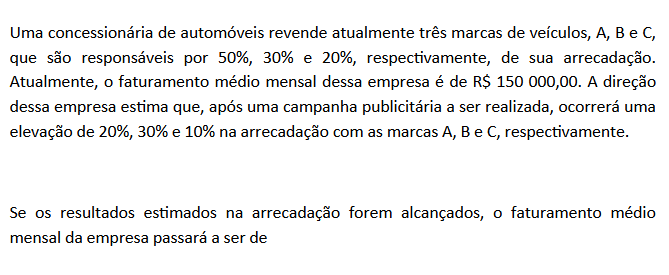 Uma concessionária de automóveis revende atualmente três marcas de veículos, A, B e C,
que são responsáveis por 50%, 30% e 20%, respectivamente, de sua arrecadação.
Atualmente, o faturamento médio mensal dessa empresa é de R$ 150 000,00. A direção
dessa empresa estima que, após uma campanha publicitária a ser realizada, ocorrerá uma
elevação de 20%, 30% e 10% na arrecadação com as marcas A, B e C, respectivamente.
Se os resultados estimados na arrecadação forem alcançados, o faturamento médio
mensal da empresa passará a ser de